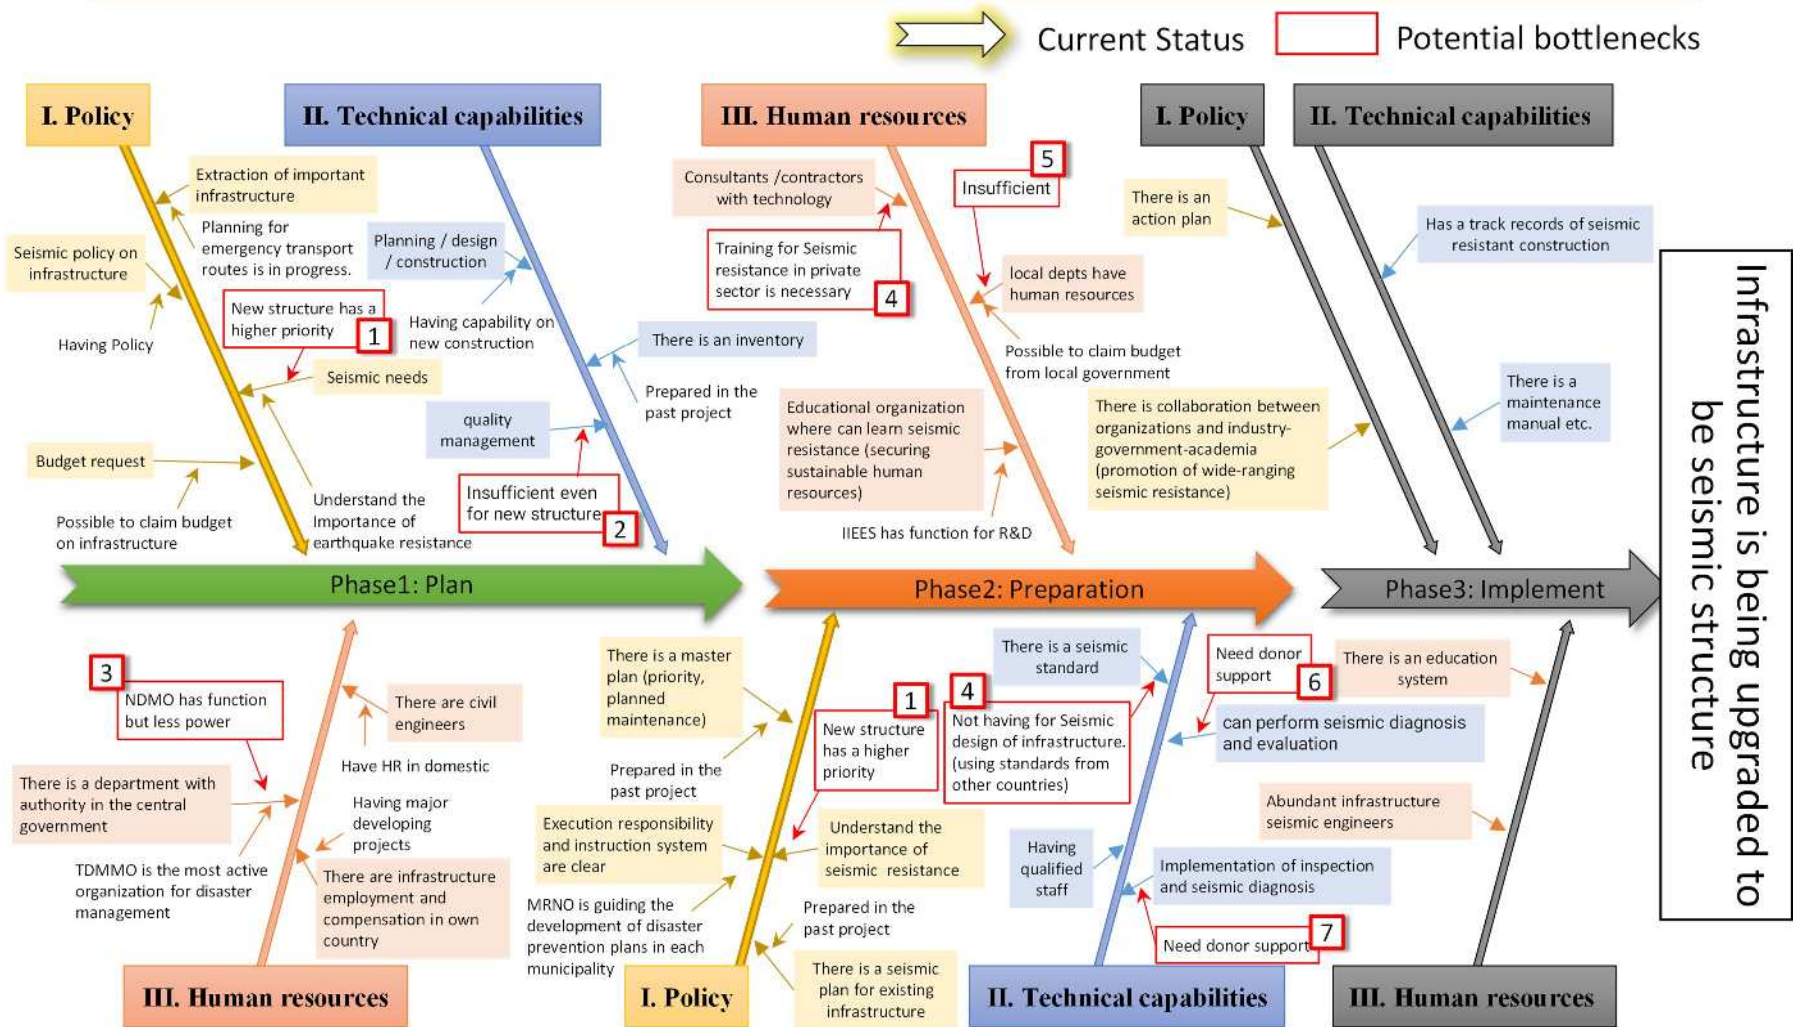 Current Status
Potential bottlenecks
I. Policy
II. Technical capabilities
III. Human resources
I. Policy
II. Technical capabilities
Extraction of important
infrastructure
Planning for
emergency transport
routes is in progress.
Seismic policy on
infrastructure
Having Policy
New structure has a
higher priority
1
Seismic needs
Budget request
Possible to claim budget
on infrastructure
Understand the
Importance of
earthquake resistance
Planning / design
/ construction
Having capability on
new construction
There is an inventory
Prepared in the
past project
quality
management
Insufficient even
for new structure
2
Consultants /contractors
with technology
Training for Seismic
resistance in private
sector is necessary
4
5
Insufficient
local depts have
human resources
Possible to claim budget
from local government
Educational organization
where can learn seismic
resistance (securing
sustainable human
resources)
IIEES has function for R&D
There is an
action plan
There is collaboration between
organizations and industry-
government-academia
(promotion of wide-ranging
seismic resistance)
Has a track records of seismic
resistant construction
There is a
maintenance
manual etc.
Phase1: Plan
Phase2: Preparation
Phase3: Implement
Infrastructure is being upgraded to
be seismic structure
3
NDMO has function
but less power
There are civil
engineers
Have HR in domestic
There is a department with
authority in the central
government
TDMMO is the most active
organization for disaster
management
Having major
developing
projects
There are infrastructure
employment and
compensation in own
country
There is a master
plan (priority,
planned
maintenance)
Prepared in the
past project
1
New structure
has a higher
priority
Execution responsibility
and instruction system
are clear
Understand the
importance of
seismic resistance
MRNO is guiding the
development of disaster
prevention plans in each
municipality
Prepared in the
past project
There is a seismic
plan for existing
infrastructure
There is a seismic
standard
4
Not having for Seismic
design of infrastructure.
(using standards from
other countries)
Need donor
support
6
can perform seismic diagnosis
and evaluation
Having
qualified
staff
Implementation of inspection
and seismic diagnosis
Need donor support
7
There is an education
system
Abundant infrastructure
seismic engineers
III. Human resources
I. Policy
II. Technical capabilities
III. Human resources